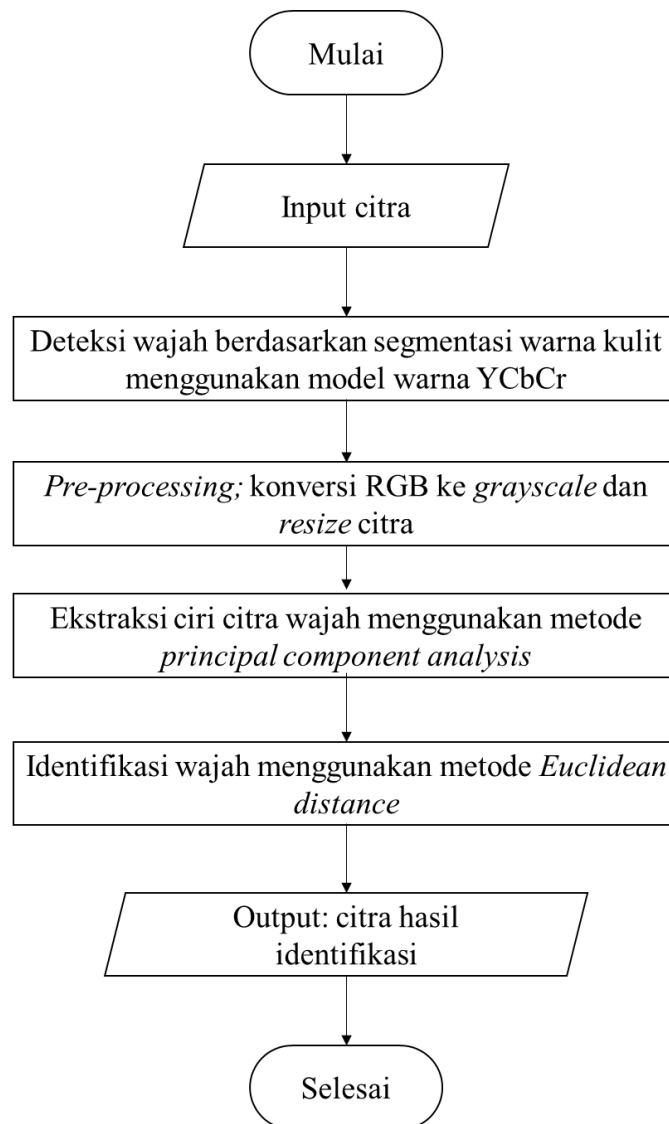 Mulai
Input citra
Deteksi wajah berdasarkan segmentasi warna kulit
menggunakan model warna YCbCr
Pre-processing; konversi RGB ke grayscale dan
resize citra
Ekstraksi ciri citra wajah menggunakan metode
principal component analysis
Identifikasi wajah menggunakan metode Euclidean
distance
Output: citra hasil
identifikasi
Selesai